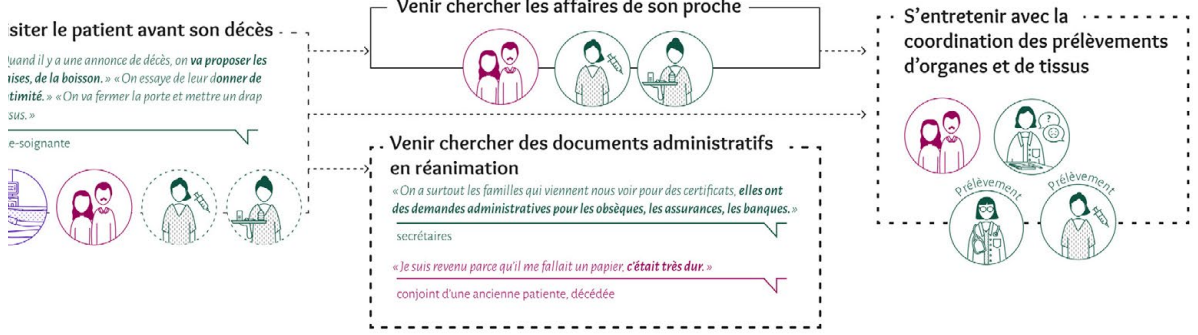 siter le patient avant son décès
Quand il y a une annonce de décès, on va proposer les
ises, de la boisson. » « On essaye de leur donner de
timité. » « On va fermer la porte et mettre un drap
sus. »
e-soignante
Venir chercher les affaires de son proche
Venir chercher des documents administratifs
en réanimation
« On a surtout les familles qui viennent nous voir pour des certificats, elles ont
des demandes administratives pour les obsèques, les assurances, les banques. »
secrétaires
« Je suis revenu parce qu'il me fallait un papier, c'était très dur. »
conjoint d'une ancienne patiente, décédée
S'entretenir avec la
coordination des prélèvements
d'organes et de tissus
?
Prélèvement
Prélèvement